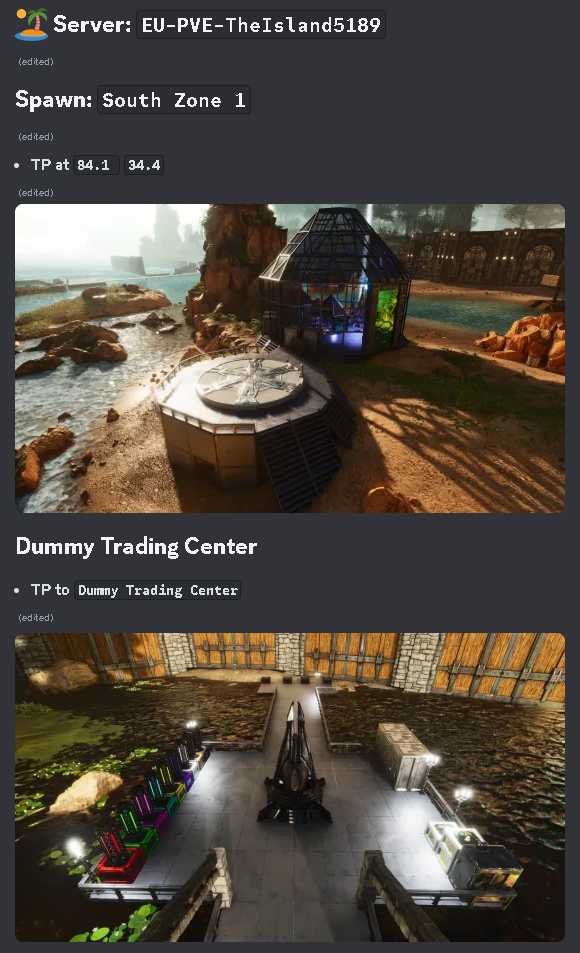 Server: EU-PVE-TheIsland5189
(edited)
Spawn: South Zone 1
(edited)
• TP at 84.1 34.4
(edited)
Dummy Trading Center
• TP to Dummy Trading Center
(edited)